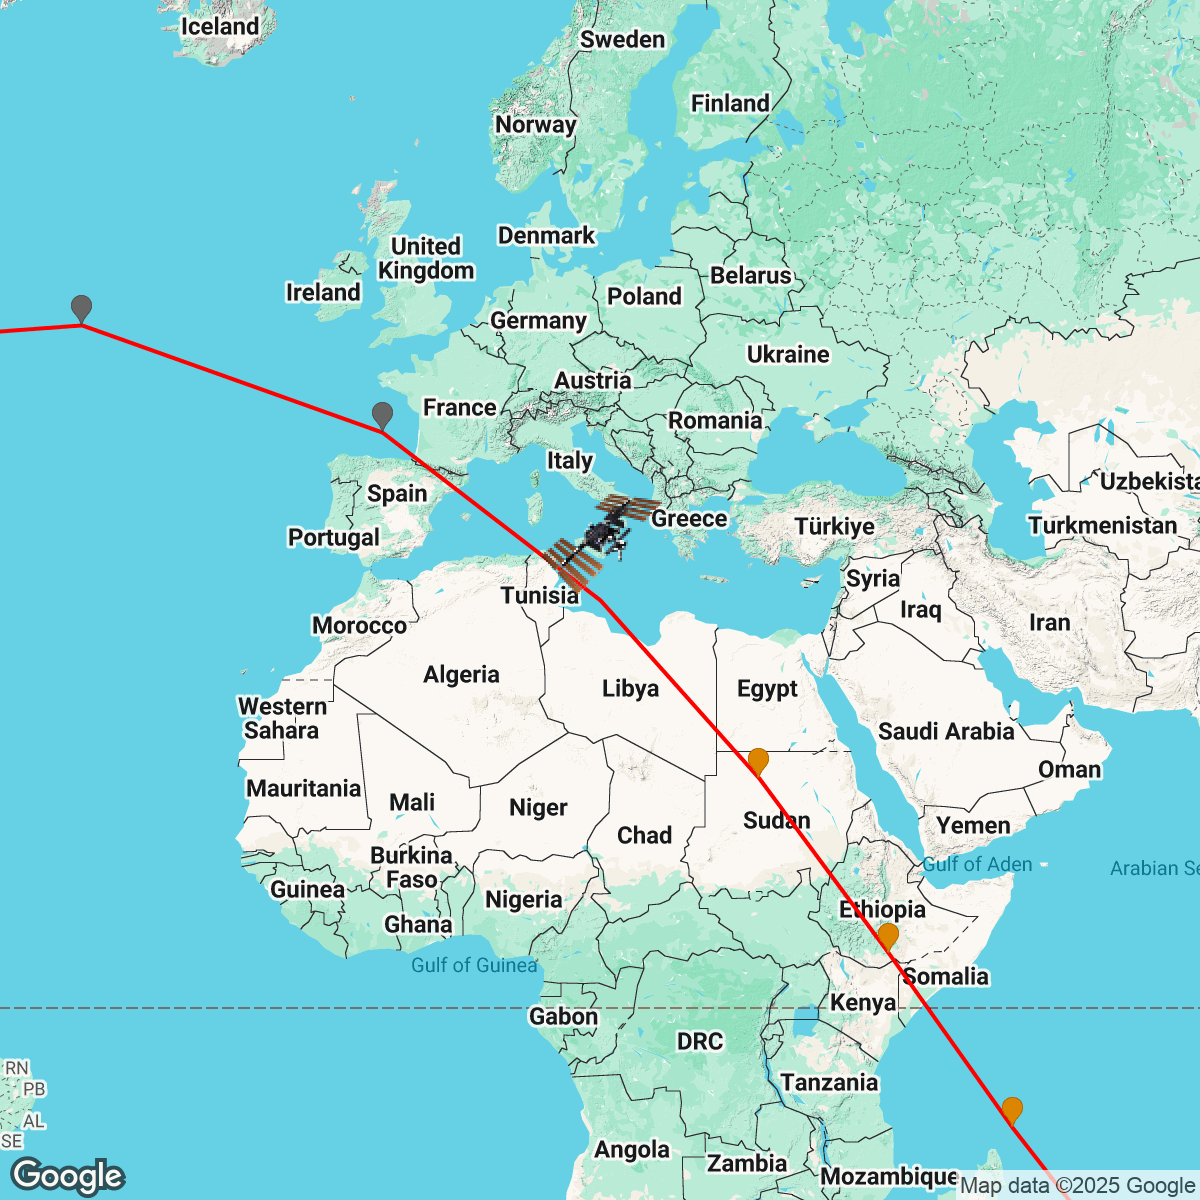 Iceland
Sweden
Finland
Norway
Denmark
United
Kingdom
Belarus
Ireland
Poland
Germany
Ukraine
Austria
France
Romania
Italy
Uzbekista
Spain
Greece
Türkiye
Turkmenistan
Portugal
Syria
Tunisia
Iraq
Iran
Morocco
Algeria
Libya
Egypt
Western
Sahara
Saudi Arabia
Oman
Mauritania
Mali
Niger
Sudan
Yemen
Chad
Burkina
Faso
Gulf of Aden
Arabian Se
Guinea
Nigeria
Ethiopia
Ghana
Gulf of Guinea
Somalia
Kenya
Gabon
DRC
RN
PB
Tanzania
AL
SE
Angola
Zambia
Mozambique
Google
Map data ©2025 Google